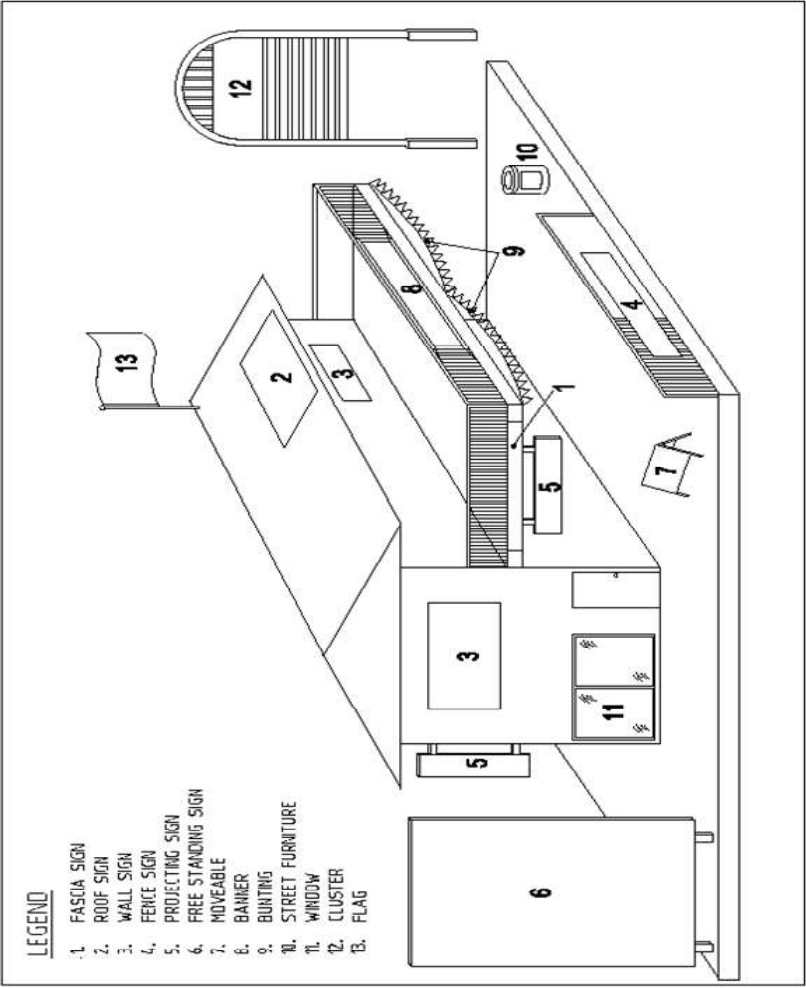 LEGEND
1. FASCIA SIGN
2. ROOF SIGN
3. WALL SIGN
4. FENCE SIGN
5. PROJECTING SIGN
6. FREE STANDING SIGN
7. MOVEABLE
8. BANNER
9. BUNTING
10. STREET FURNITURE
11. WINDOW
12. CLUSTER
13. FLAG
13
12
2
3
8
9
10
4
1
5
7
3
11
5
6